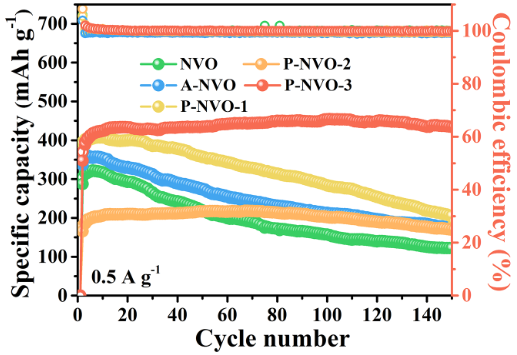 Specific capacity (mAh g-1)
700
600
500
400
300
200
100
0
NVO
A-NVO
P-NVO-1
P-NVO-2
P-NVO-3
0.5 A g-1
0 20 40 60 80 100 120 140
Cycle number
100
80
60
40
20
0
Coulombic efficiency (%)